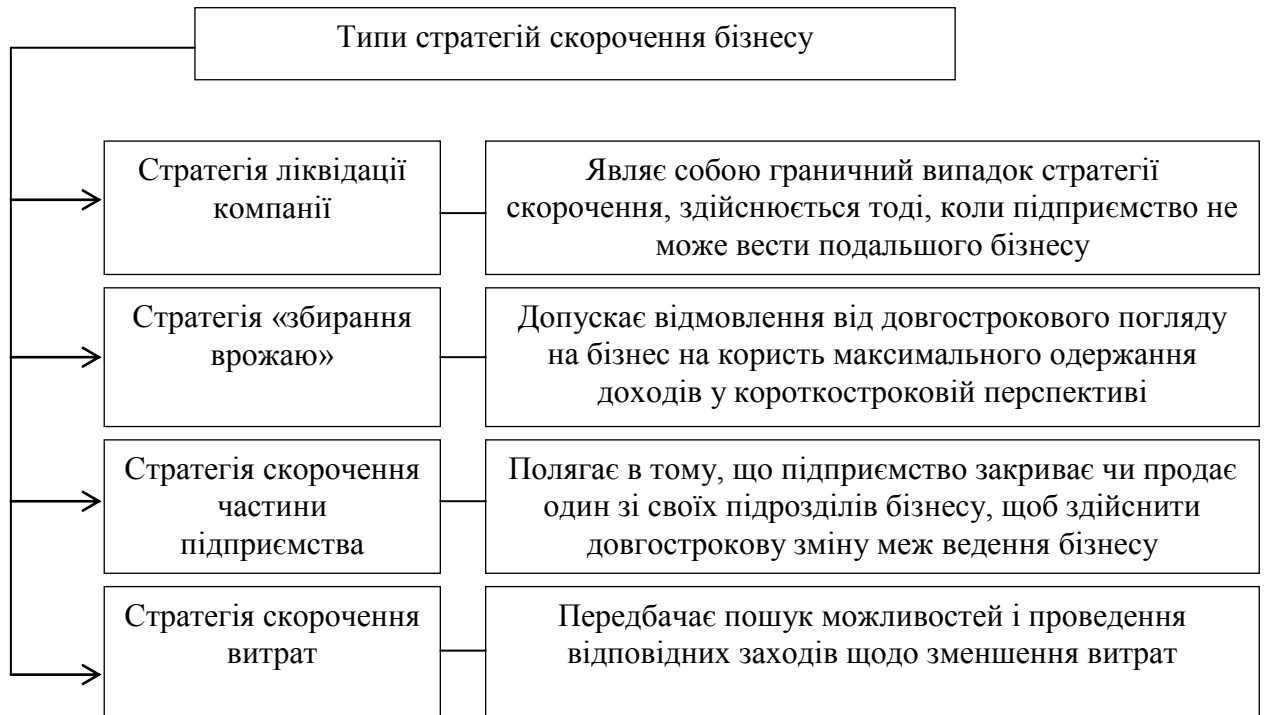 Типи стратегій скорочення бізнесу
Стратегія ліквідації
компанії
Являє собою граничний випадок стратегії
скорочення, здійснюється тоді, коли підприємство не
може вести подальшого бізнесу
Стратегія «збирання
врожаю»
Допускає відмовлення від довгострокового погляду
на бізнес на користь максимального одержання
доходів у короткостроковій перспективі
Стратегія скорочення
частини
підприємства
Полягає в тому, що підприємство закриває чи продає
один зі своїх підрозділів бізнесу, щоб здійснити
довгострокову зміну меж ведення бізнесу
Стратегія скорочення
витрат
Передбачає пошук можливостей і проведення
відповідних заходів щодо зменшення витрат